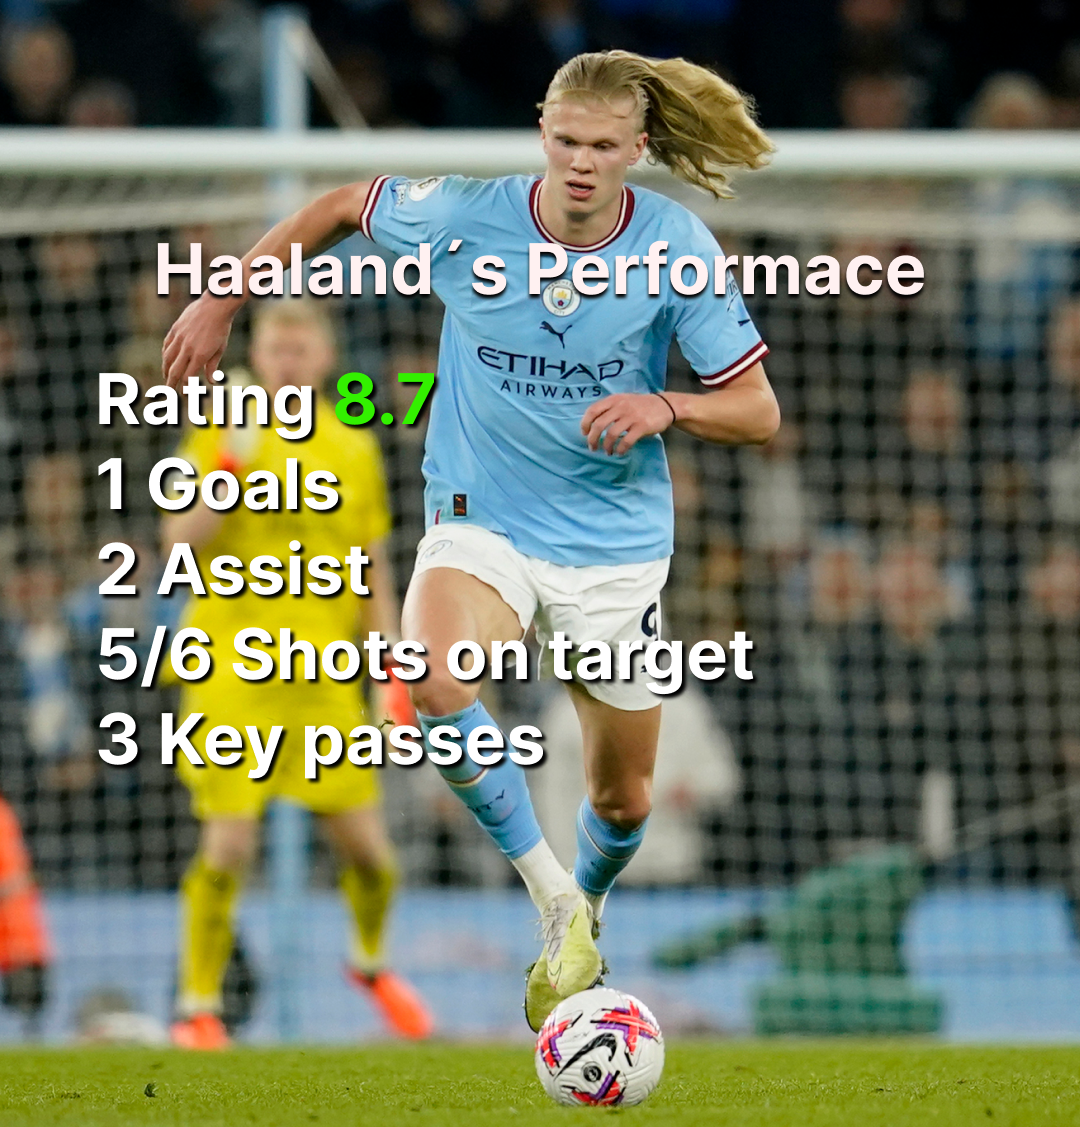 Haaland´s Performace
Rating 8.7
1 Goals
2 Assist
5/6 Shots on target
3 Key passes
ETIHAD
AIRWAYS
9